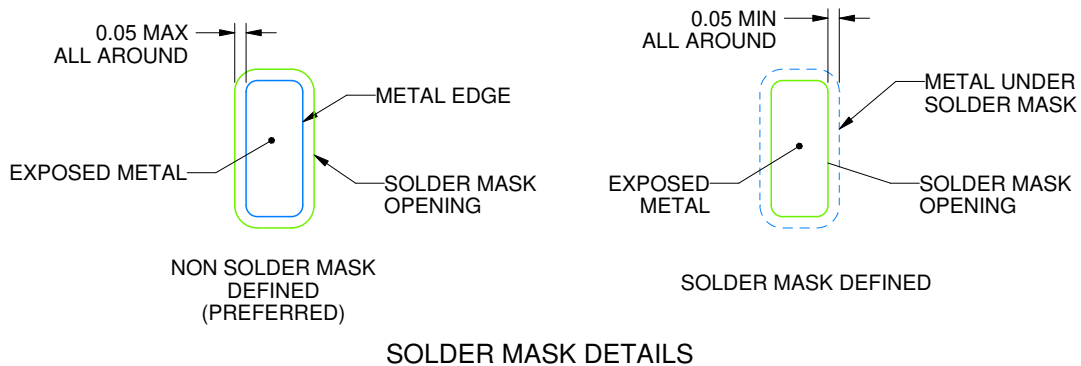 0.05 MAX
ALL AROUND
METAL EDGE
EXPOSED METAL
SOLDER MASK
OPENING
NON SOLDER MASK
DEFINED
(PREFERRED)
0.05 MIN
ALL AROUND
METAL UNDER
SOLDER MASK
EXPOSED
METAL
SOLDER MASK
OPENING
SOLDER MASK DEFINED
SOLDER MASK DETAILS